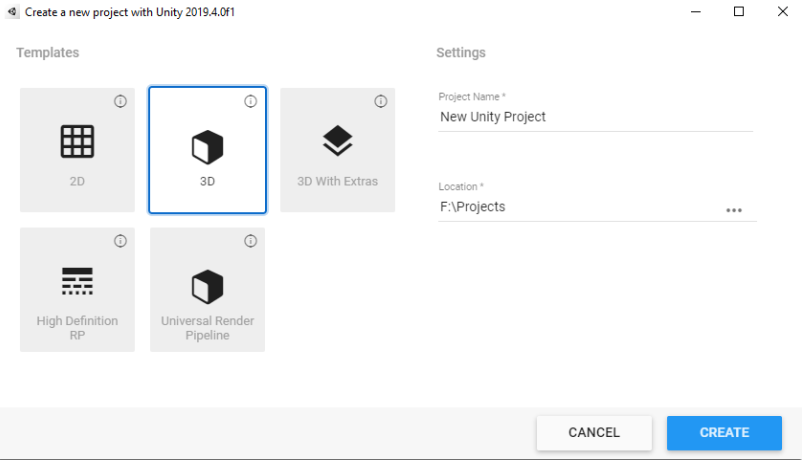 Create a new project with Unity 2019.4.0f1
Templates
Settings
2D
3D
3D With Extras
High Definition
RP
Universal Render
Pipeline
Project Name *
New Unity Project
Location *
F:\Projects
CANCEL
CREATE